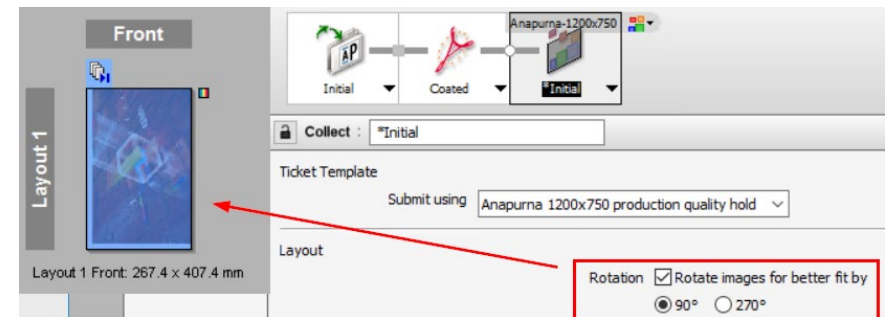 Front
Layout 1
Layout 1 Front: 267.4 x 407.4 mm
Anapurna-1200x750
AP
Initial
Coated
*Initial
Collect : *Initial
Ticket Template
Submit using Anapurna 1200x750 production quality hold
Layout
Rotation Rotate images for better fit by
90° 270°